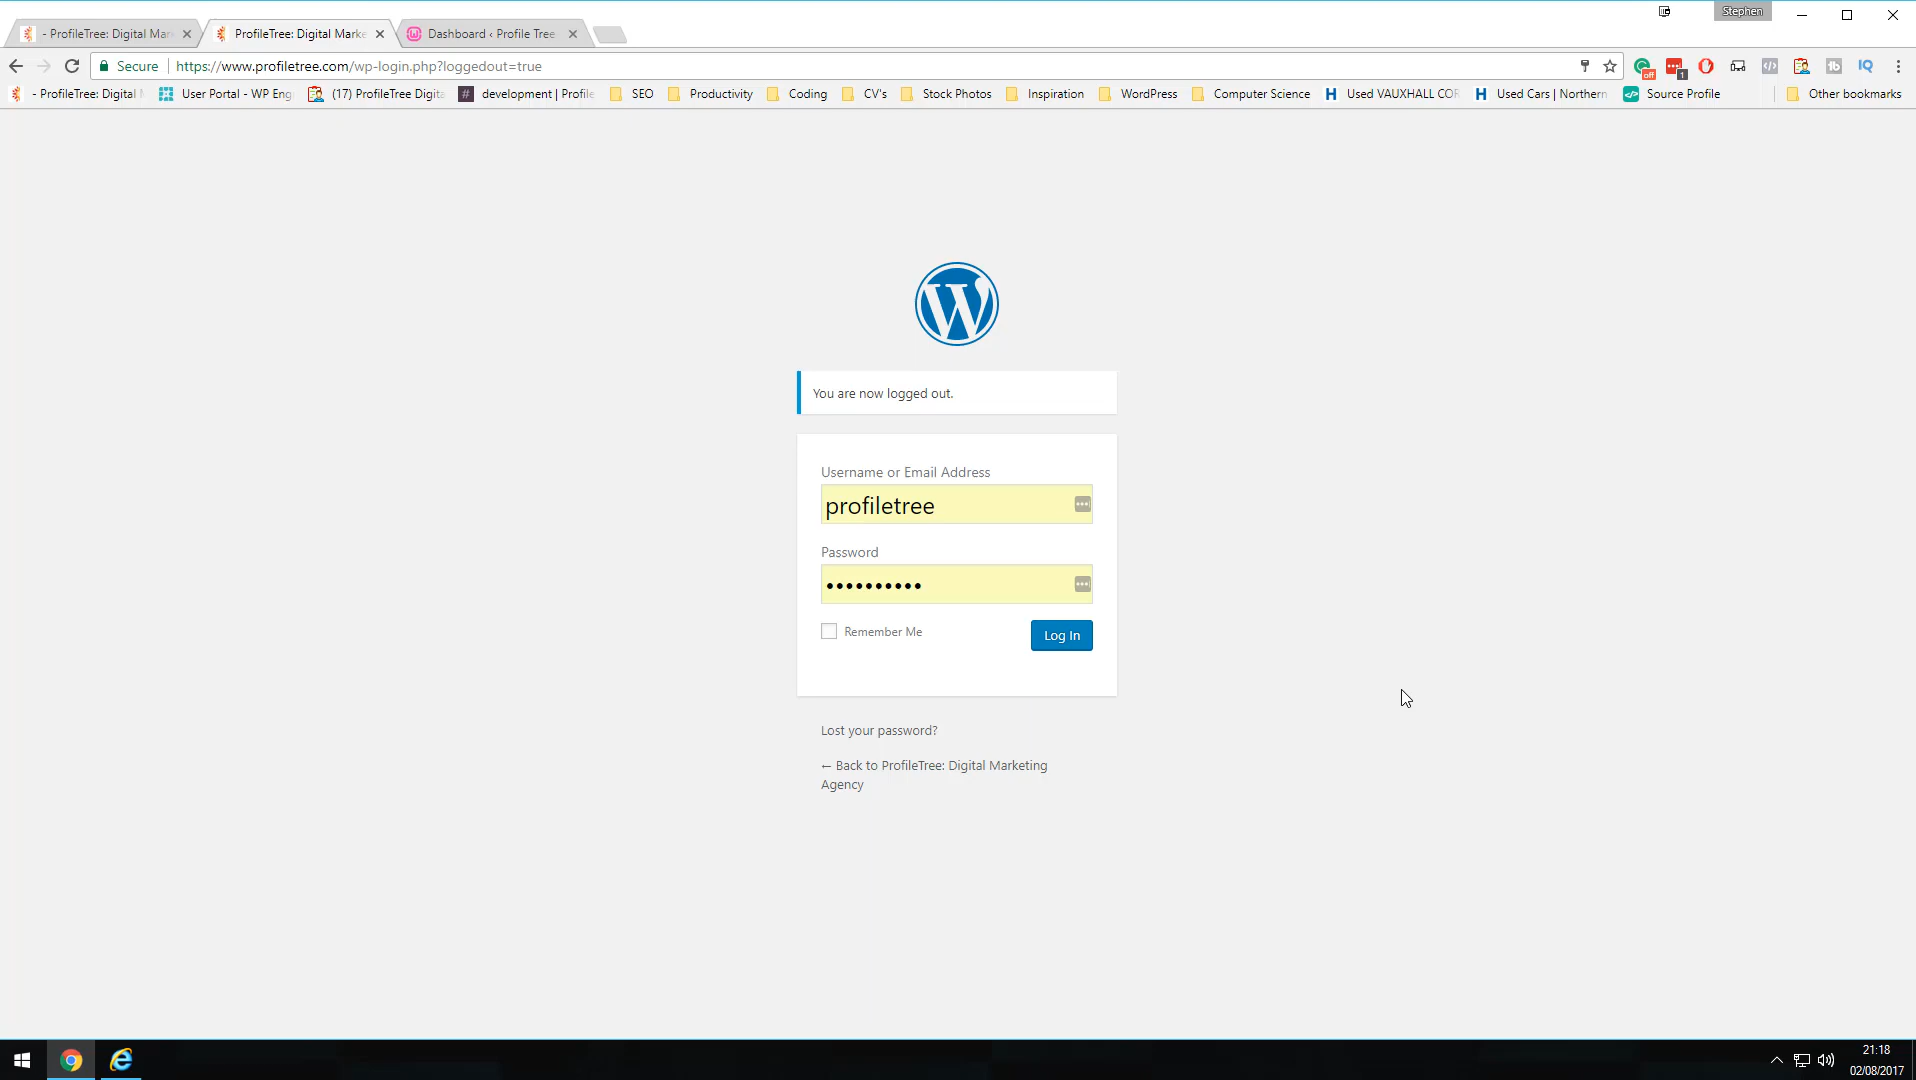 Stephen
- ProfileTree: Digital Mar
ProfileTree: Digital Marke
Dashboard ‹ Profile Tree
Secure
https://www.profiletree.com/wp-login.php?loggedout=true
off
1
IQ
- ProfileTree: Digital M
User Portal - WP Eng
(17) ProfileTree Digita
development | Profile
SEO
Productivity
Coding
CV's
Stock Photos
Inspiration
WordPress
Computer Science
Used VAUXHALL COR
Used Cars | Northern
Source Profile
Other bookmarks
You are now logged out.
Username or Email Address
profiletree
Password
••••••••••
Remember Me
Log In
Lost your password?
← Back to ProfileTree: Digital Marketing
Agency
21:18
02/08/2017